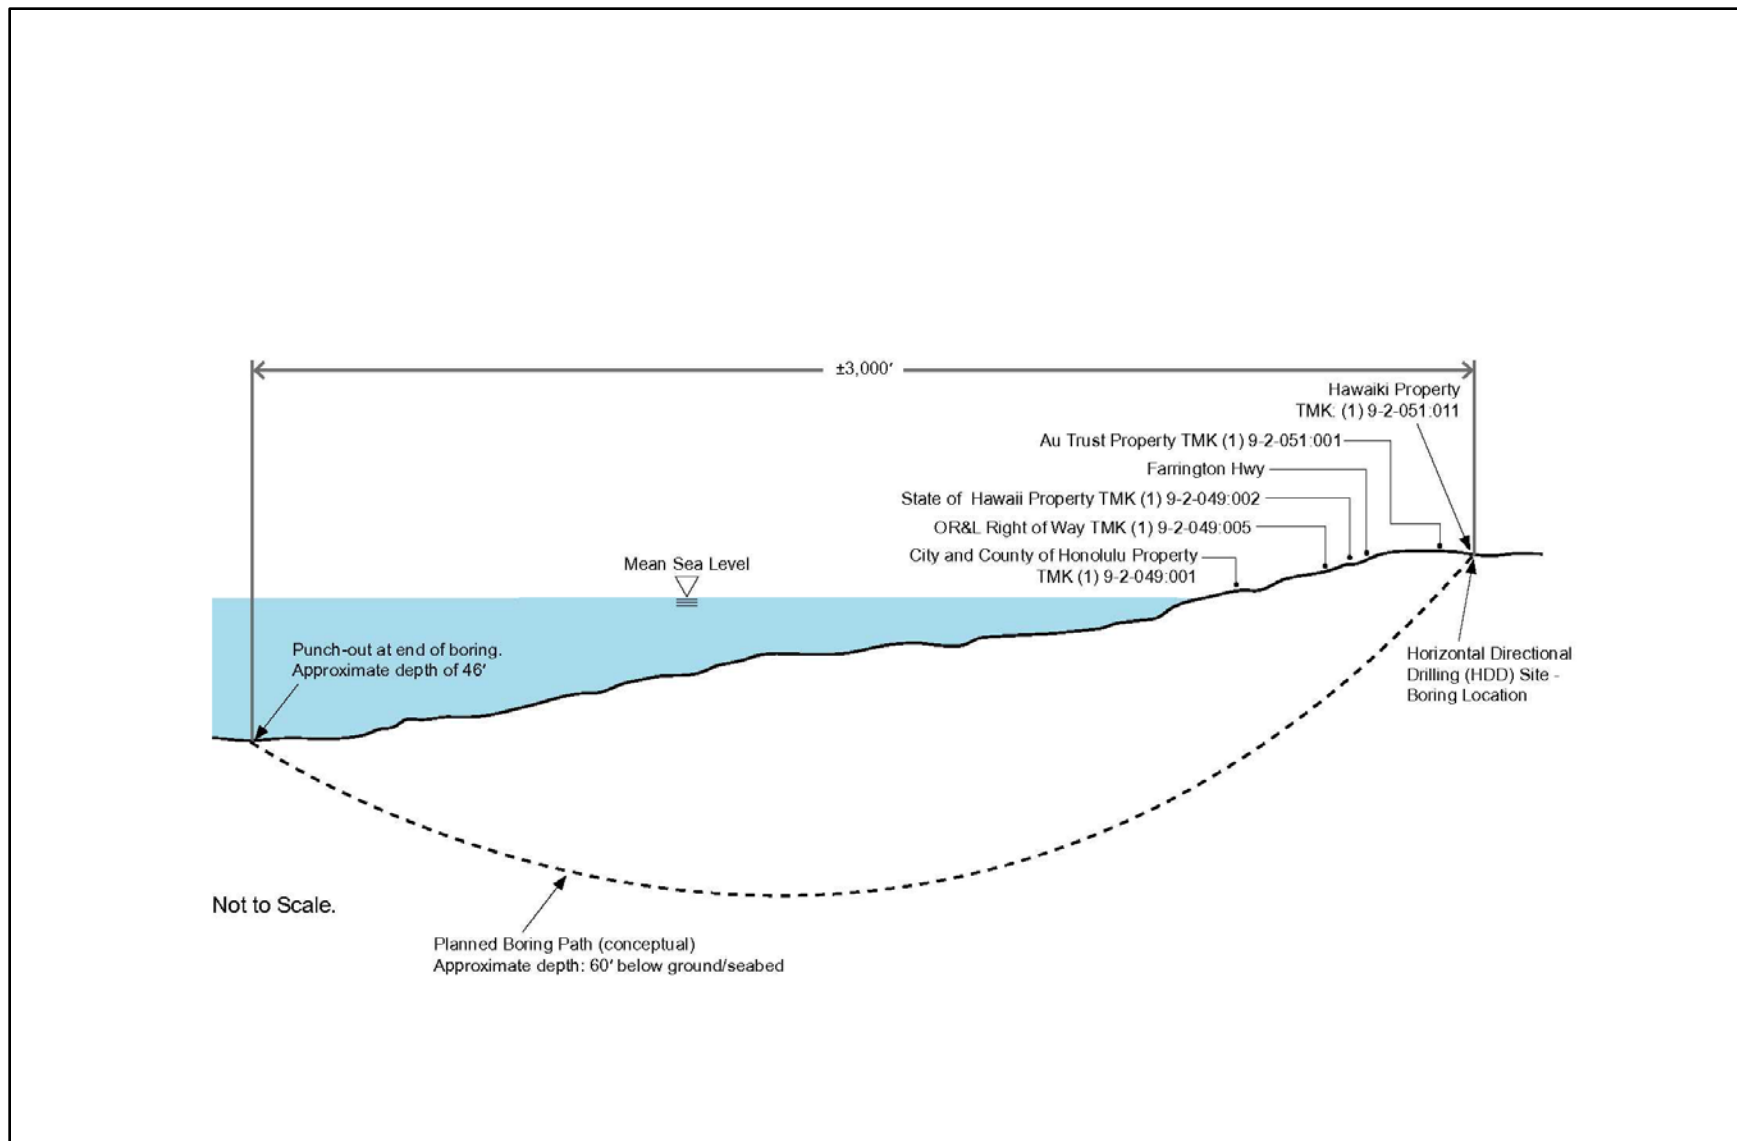 ±3,000′
Hawaiki Property
TMK: (1) 9-2-051:011
Au Trust Property TMK (1) 9-2-051:001
Farrington Hwy
State of Hawaii Property TMK (1) 9-2-049:002
OR&L Right of Way TMK (1) 9-2-049:005
City and County of Honolulu Property
TMK (1) 9-2-049:001
Mean Sea Level
Punch-out at end of boring.
Approximate depth of 46′
Horizontal Directional
Drilling (HDD) Site -
Boring Location
Not to Scale.
Planned Boring Path (conceptual)
Approximate depth: 60′ below ground/seabed